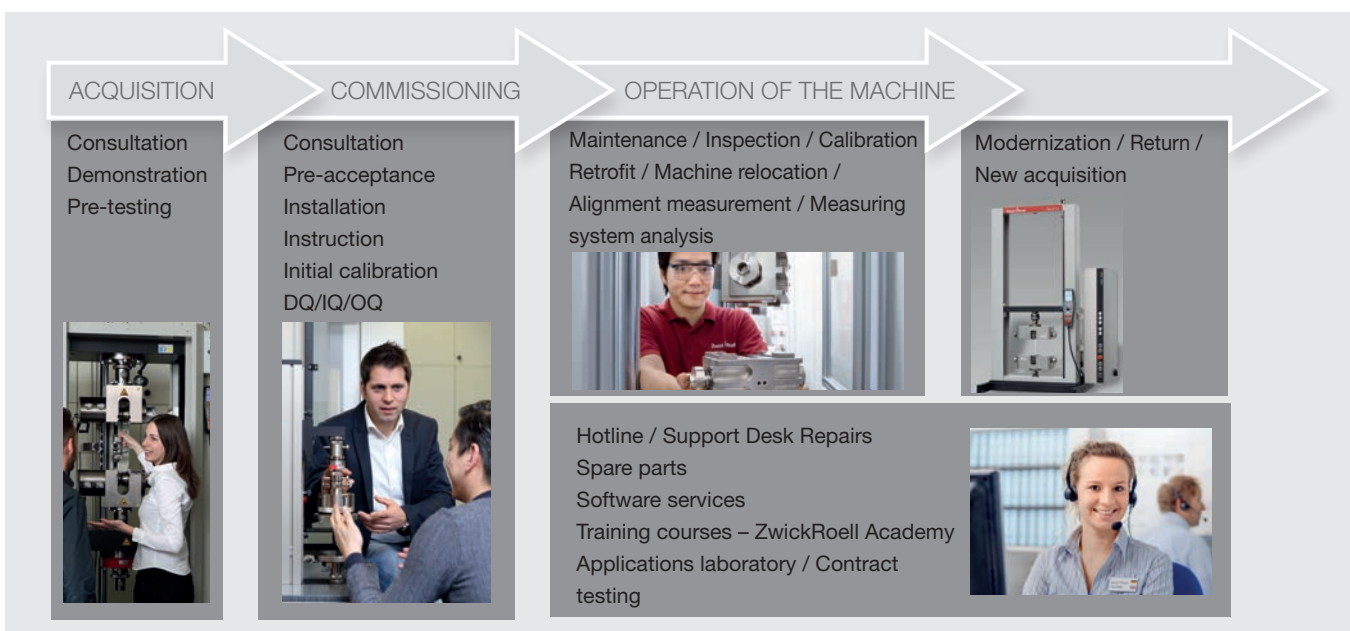 ACQUISITION
COMMISSIONING
OPERATION OF THE MACHINE
Consultation
Demonstration
Pre-testing
Consultation
Pre-acceptance
Installation
Instruction
Initial calibration
DQ/IQ/OQ
Maintenance / Inspection / Calibration
Retrofit / Machine relocation /
Alignment measurement / Measuring
system analysis
Modernization / Return /
New acquisition
Hotline / Support Desk Repairs
Spare parts
Software services
Training courses – ZwickRoell Academy
Applications laboratory / Contract
testing